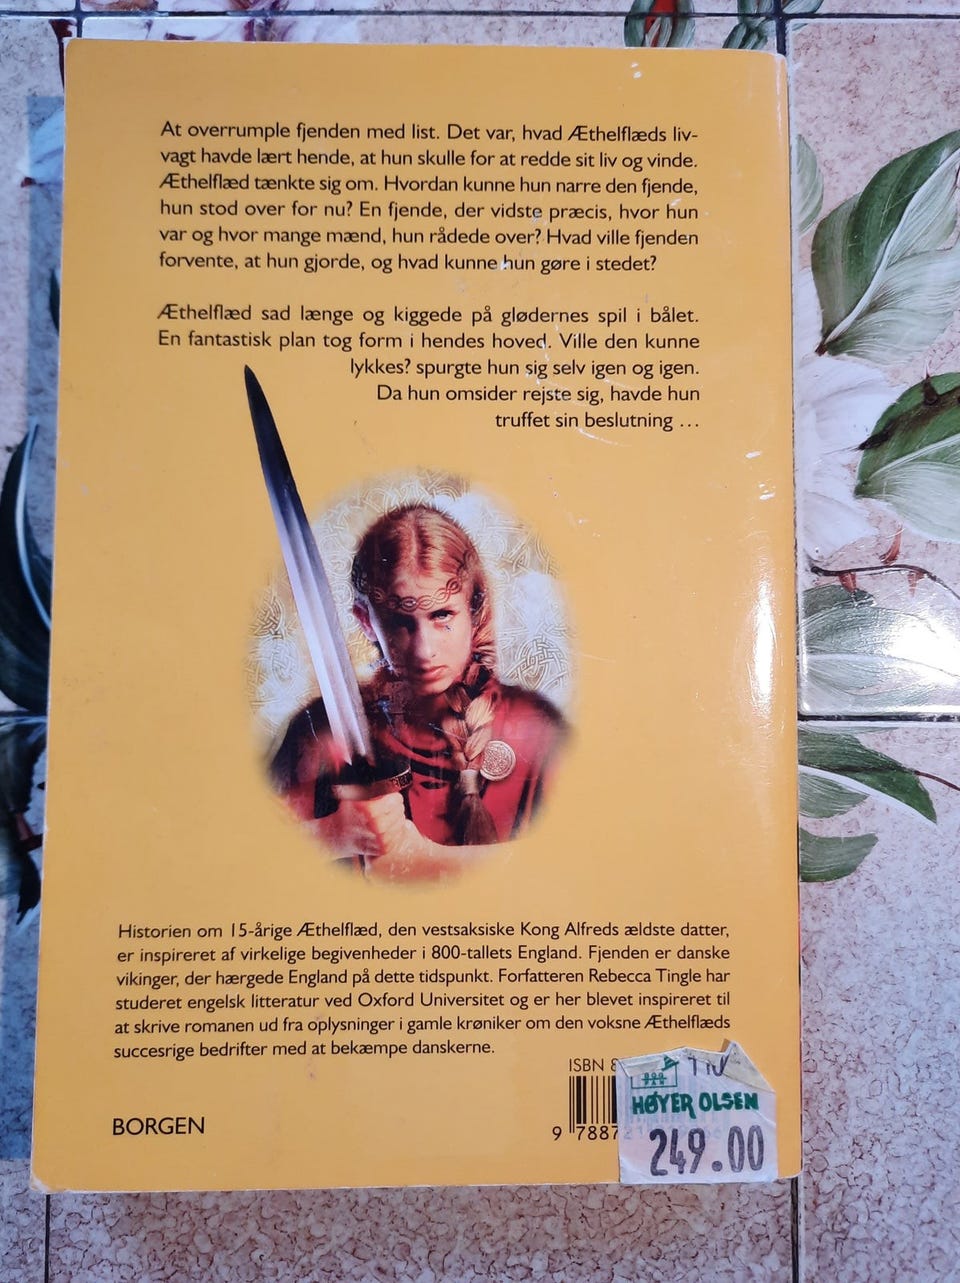 At overrumple fjenden med list. Det var, hvad Æthelflæds liv-
vagt havde lært hende, at hun skulle for at redde sit liv og vinde.
Æthelflæd tænkte sig om. Hvordan kunne hun narre den fjende,
hun stod over for nu? En fjende, der vidste præcis, hvor hun
var og hvor mange mænd, hun rådede over? Hvad ville fjenden
forvente, at hun gjorde, og hvad kunne hun gøre i stedet?
Æthelflæd sad længe og kiggede på glødernes spil i bålet.
En fantastisk plan tog form i hendes hoved. Ville den kunne
lykkes? spurgte hun sig selv igen og igen.
Da hun omsider rejste sig, havde hun
truffet sin beslutning …
Historien om 15-årige Æthelflæd, den vestsaksiske Kong Alfreds ældste datter,
er inspireret af virkelige begivenheder i 800-tallets England. Fjenden er danske
vikinger, der hærgede England på dette tidspunkt. Forfatteren Rebecca Tingle har
studeret engelsk litteratur ved Oxford Universitet og er her blevet inspireret til
at skrive romanen ud fra oplysninger i gamle krøniker om den voksne Æthelflæds
succesrige bedrifter med at bekæmpe danskerne.
ISBN 8
BORGEN
9 7887
HØYER OLSEN
249.00